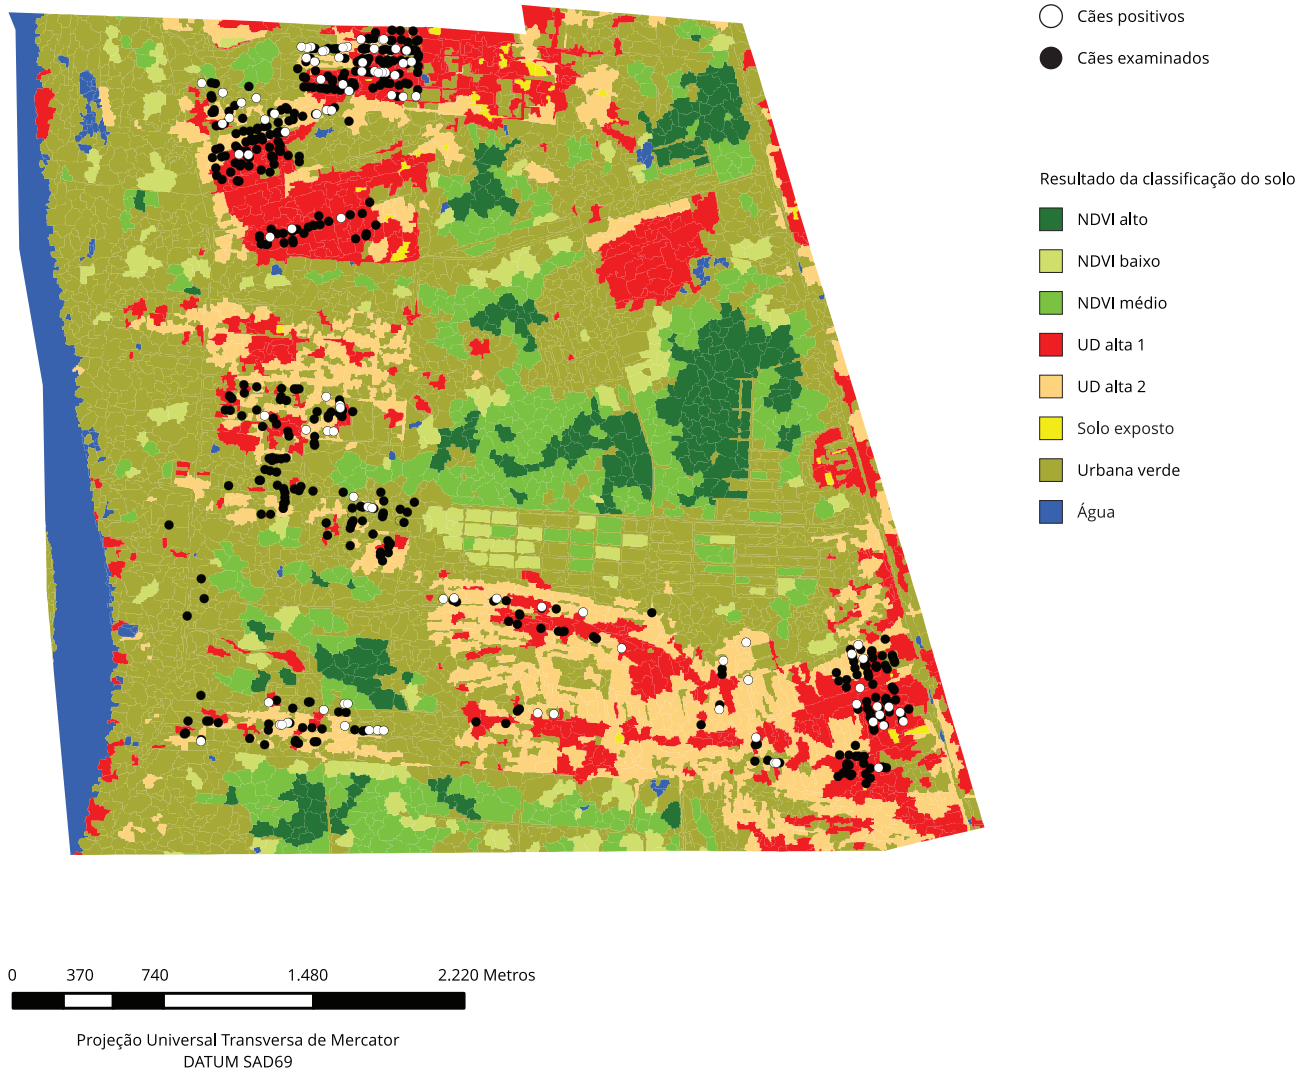 Cães positivos
Cães examinados
Resultado da classificação do solo
NDVI alto
NDVI baixo
NDVI médio
UD alta 1
UD alta 2
Solo exposto
Urbana verde
Água
0 370 740 1.480 2.220 Metros
Projeção Universal Transversa de Mercator
DATUM SAD69